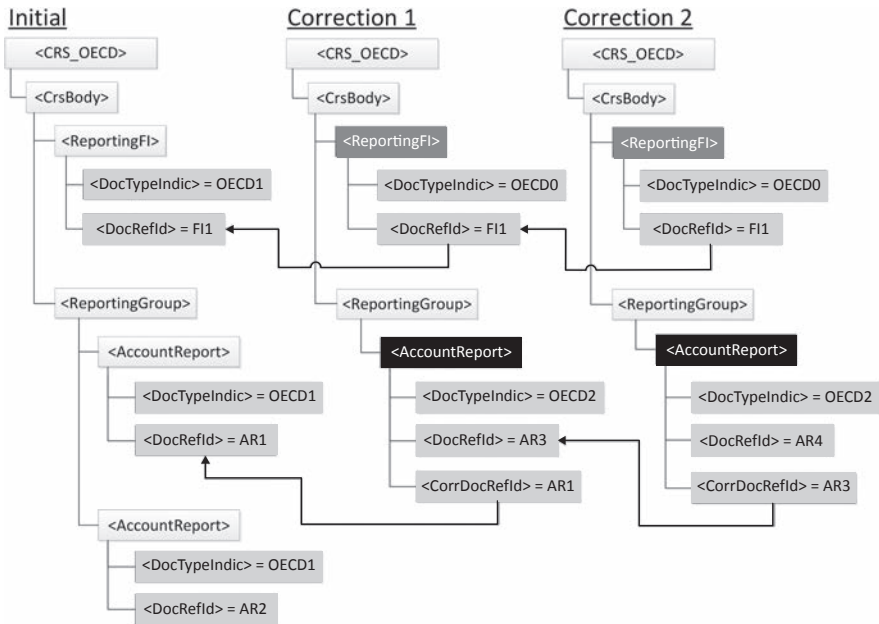 Initial
<CRS_OECD>
<CrsBody>
<ReportingFI>
<DocTypeIndic> = OECD1
<DocRefId> = FI1
<ReportingGroup>
<AccountReport>
<DocTypeIndic> = OECD1
<DocRefId> = AR1
<AccountReport>
<DocTypeIndic> = OECD1
<DocRefId> = AR2
Correction 1
<CRS_OECD>
<CrsBody>
<ReportingFI>
<DocTypeIndic> = OECD0
<DocRefId> = FI1
<ReportingGroup>
<AccountReport>
<DocTypeIndic> = OECD2
<DocRefId> = AR3
<CorrDocRefId> = AR1
Correction 2
<CRS_OECD>
<CrsBody>
<ReportingFI>
<DocTypeIndic> = OECD0
<DocRefId> = FI1
<ReportingGroup>
<AccountReport>
<DocTypeIndic> = OECD2
<DocRefId> = AR4
<CorrDocRefId> = AR3